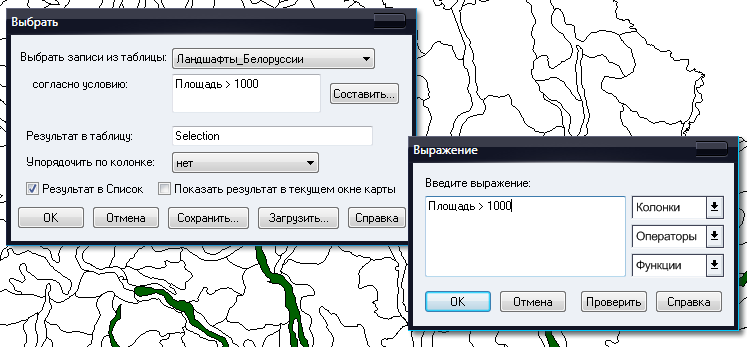 Выбрать
Выбрать записи из таблицы: Ландшафты_Белоруссии
согласно условию: Площадь > 1000
Составить...
Результат в таблицу: Selection
Упорядочить по колонке: нет
Результат в Список Показать результат в текущем окне карты
ОК Отмена Сохранить... Загрузить... Справка
Выражение
Введите выражение:
Площадь > 1000
Колонки
Операторы
Функции
ОК Отмена Проверить Справка